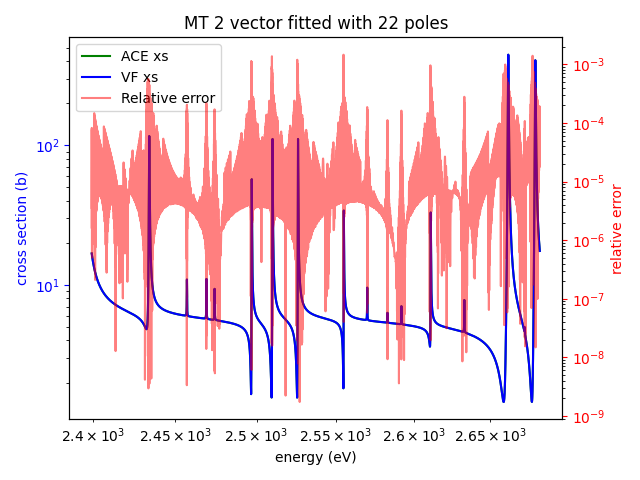 MT 2 vector fitted with 22 poles
ACE xs
VF xs
Relative error
cross section (b)
10²
10¹
10⁻³
10⁻⁴
10⁻⁵
10⁻⁶
10⁻⁷
10⁻⁸
10⁻⁹
relative error
2.4 × 10³ 2.45 × 10³ 2.5 × 10³ 2.55 × 10³ 2.6 × 10³ 2.65 × 10³
energy (eV)